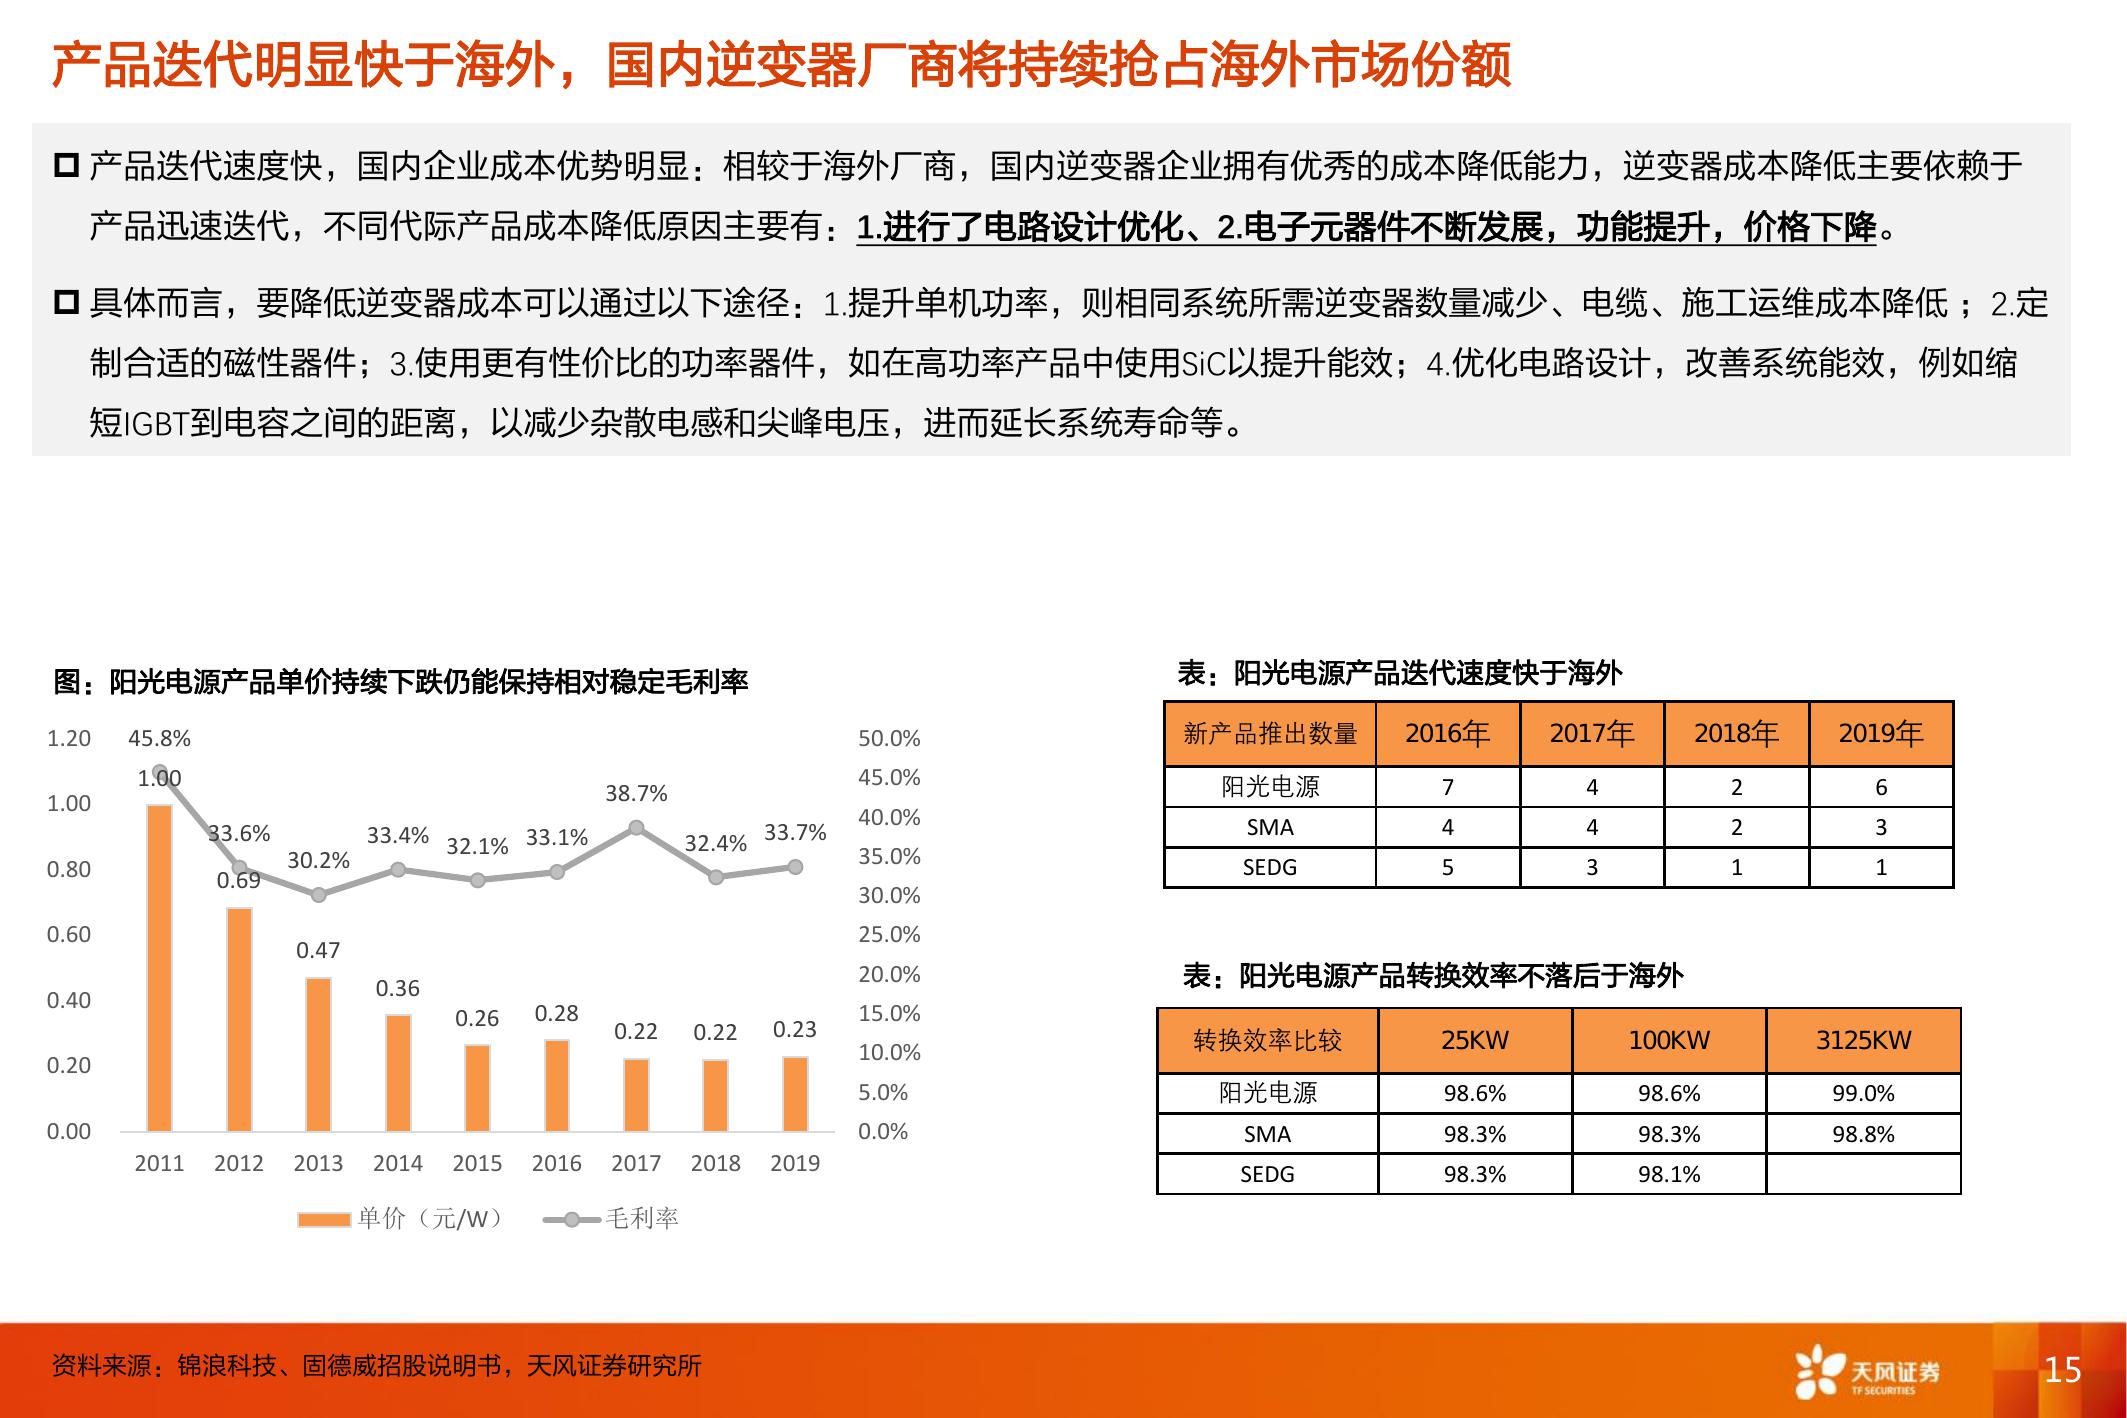 产品迭代明显快于海外，国内逆变器厂商将持续抢占海外市场份额
产品迭代速度快，国内企业成本优势明显：相较于海外厂商，国内逆变器企业拥有优秀的成本降低能力，逆变器成本降低主要依赖于
产品迅速迭代，不同代际产品成本降低原因主要有：1.进行了电路设计优化、2.电子元器件不断发展，功能提升，价格下降。
具体而言，要降低逆变器成本可以通过以下途径：1.提升单机功率，则相同系统所需逆变器数量减少、电缆、施工运维成本降低；2.定
制合适的磁性器件；3.使用更有性价比的功率器件，如在高功率产品中使用SiC以提升能效；4.优化电路设计，改善系统能效，例如缩
短IGBT到电容之间的距离，以减少杂散电感和尖峰电压，进而延长系统寿命等。
图：阳光电源产品单价持续下跌仍能保持相对稳定毛利率
1.20
1.00
0.80
0.60
0.40
0.20
0.00
45.8%
33.6%
30.2%
33.4%
32.1%
33.1%
38.7%
32.4%
33.7%
1.00
0.69
0.47
0.36
0.26
0.28
0.22
0.22
0.23
50.0%
45.0%
40.0%
35.0%
30.0%
25.0%
20.0%
15.0%
10.0%
5.0%
0.0%
2011 2012 2013 2014 2015 2016 2017 2018 2019
单价（元/W） 毛利率
表：阳光电源产品迭代速度快于海外
新产品推出数量 2016年 2017年 2018年 2019年
阳光电源 7 4 2 6
SMA 4 4 2 3
SEDG 5 3 1 1
表：阳光电源产品转换效率不落后于海外
转换效率比较 25KW 100KW 3125KW
阳光电源 98.6% 98.6% 99.0%
SMA 98.3% 98.3% 98.8%
SEDG 98.3% 98.1%
资料来源：锦浪科技、固德威招股说明书，天风证券研究所
天风证券
TF SECURITIES
15